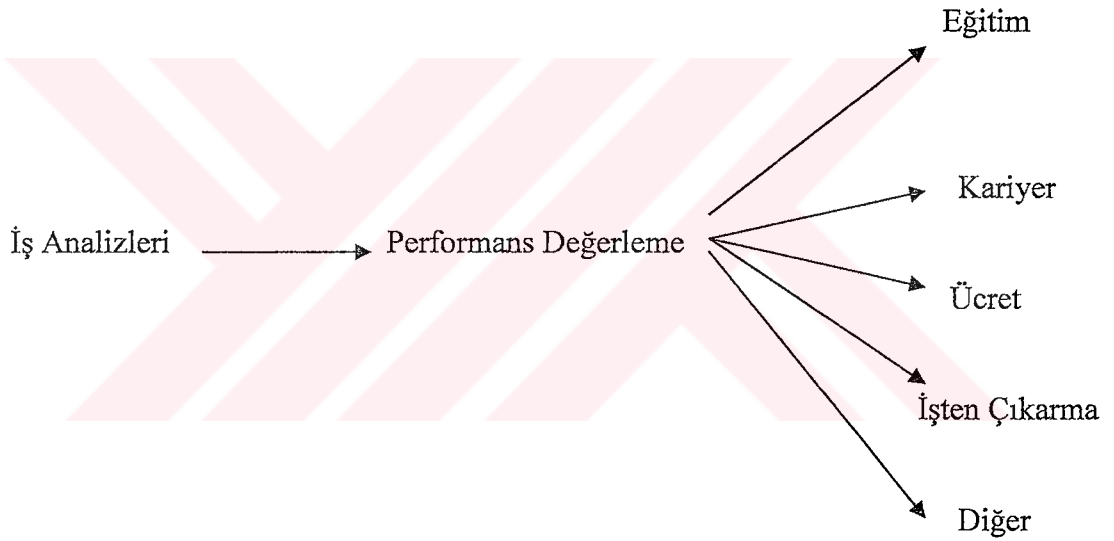 Eğitim
Kariyer
İş Analizleri
Performans Değerleme
Ücret
İşten Çıkarma
Diğer